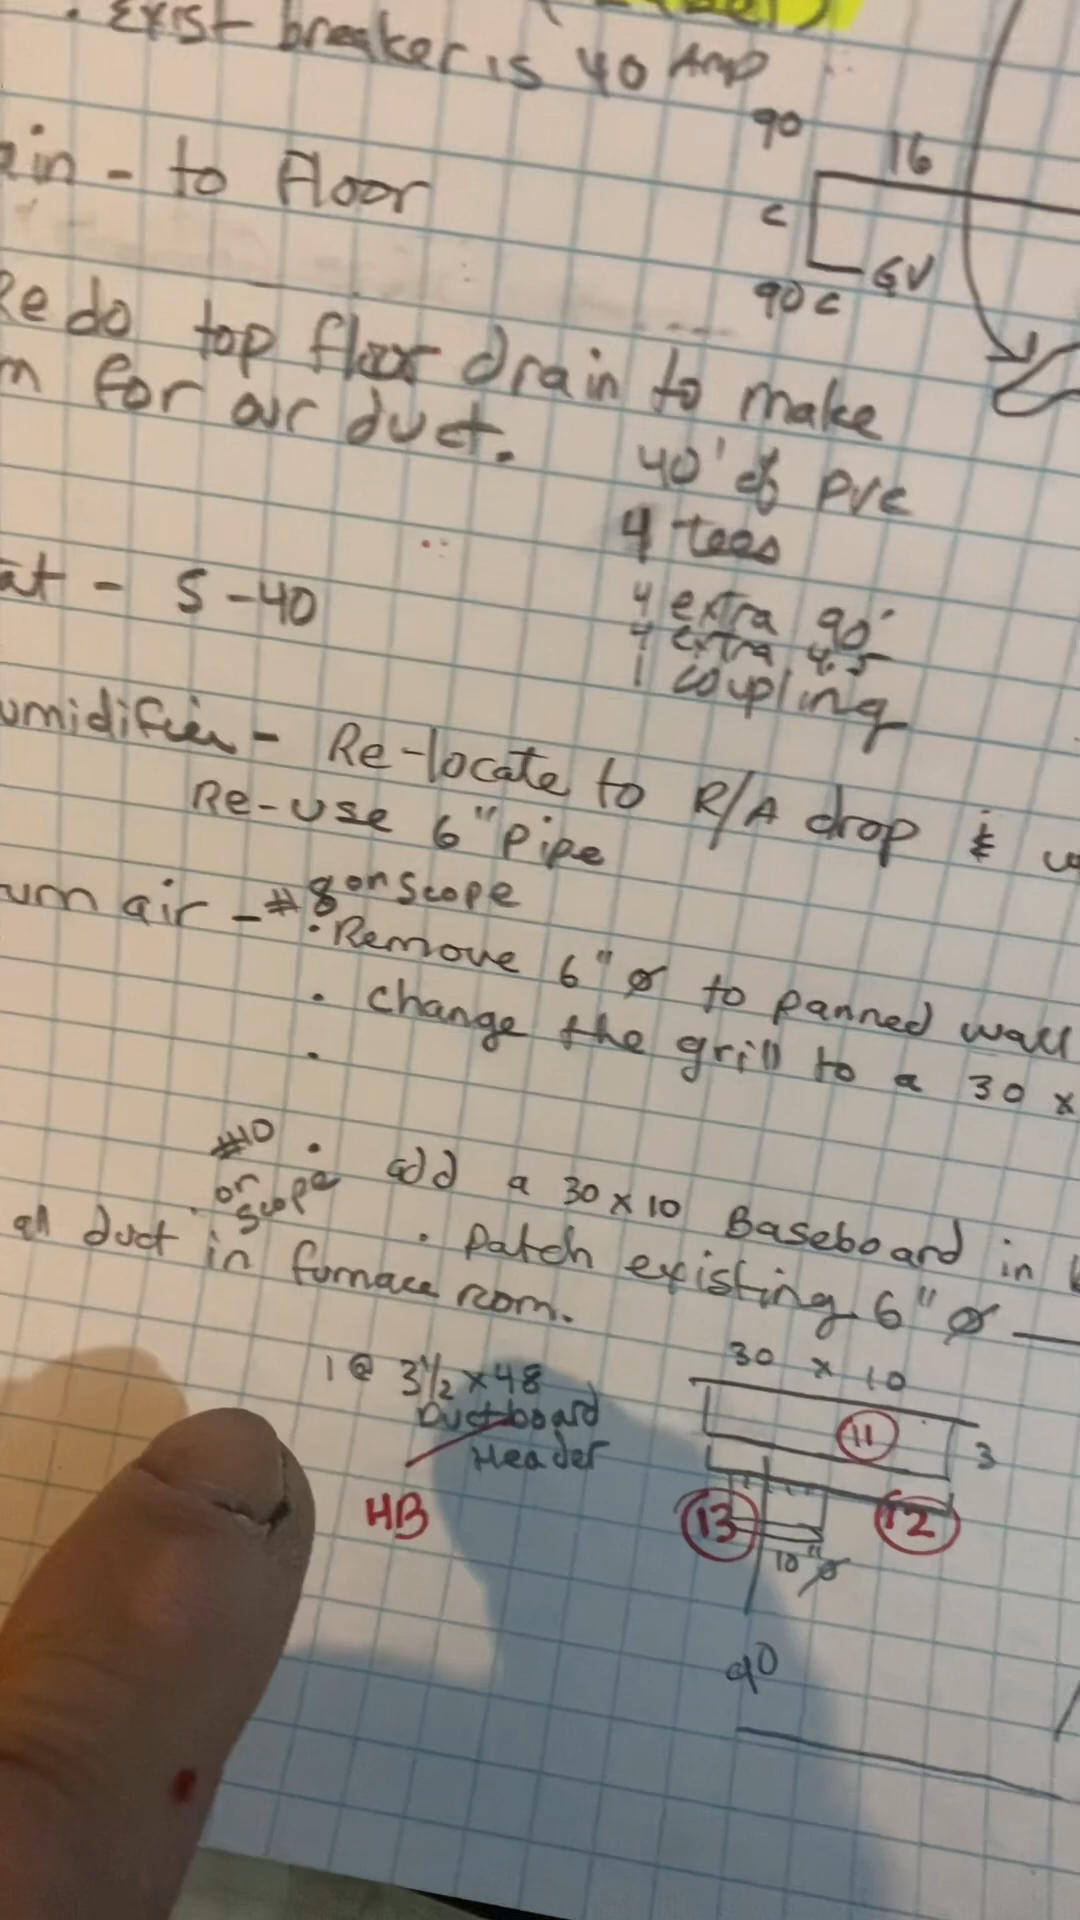 · Exist breaker is 40 Amp
90
16
C
GV
90 C
ain - to Floor
Re do top floor drain to make
m for air duct.
40' of PVC
4 tees
4 extra 90°
4 extra 45
1 coupling
at - S-40
umidifier - Re-locate to R/A drop &
Re-use 6" pipe
urn air - #8 on scope
· Remove 6" ø to panned wall
· change the grill to a 30 x
·
#10 on scope
· add a 30 x 10 Baseboard in
· Patch existing 6" ø
all duct in furnace room.
1 @ 3 1/2 x 48
Ductboard
Header
HB
30 x 10
11
3
13
12
10" ø
90